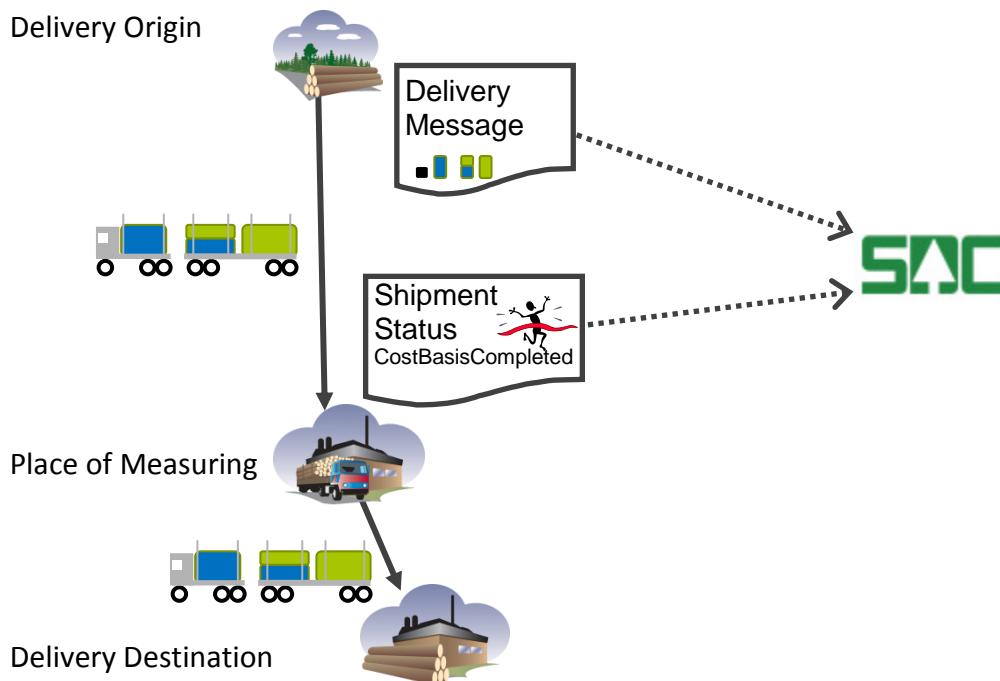 Delivery Origin
Delivery
Message
Shipment
Status
CostBasisCompleted
SDC
Place of Measuring
Delivery Destination